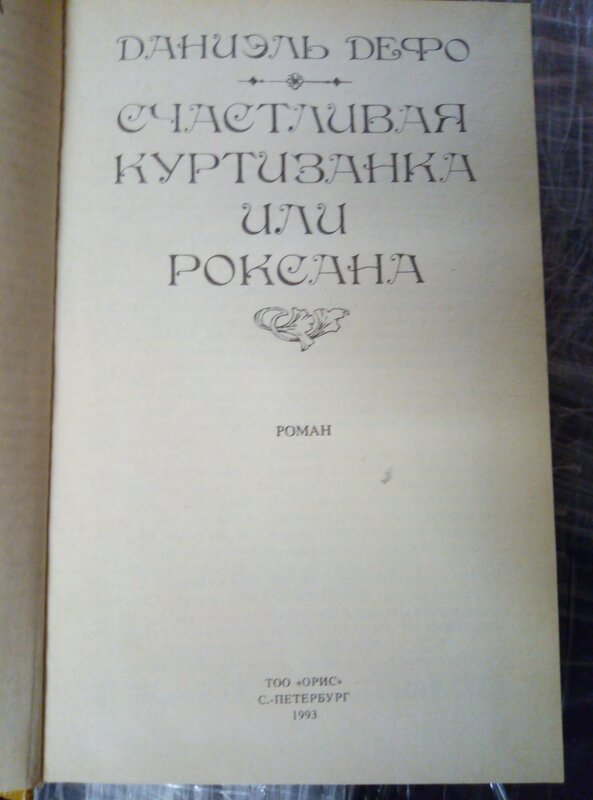 ДАНИЭЛЬ ДЕФО
СЧАСТЛИВАЯ
КУРТИЗАНКА
ИЛИ
РОКСАНА
РОМАН
ТОО «ОРИС»
С.-ПЕТЕРБУРГ
1993